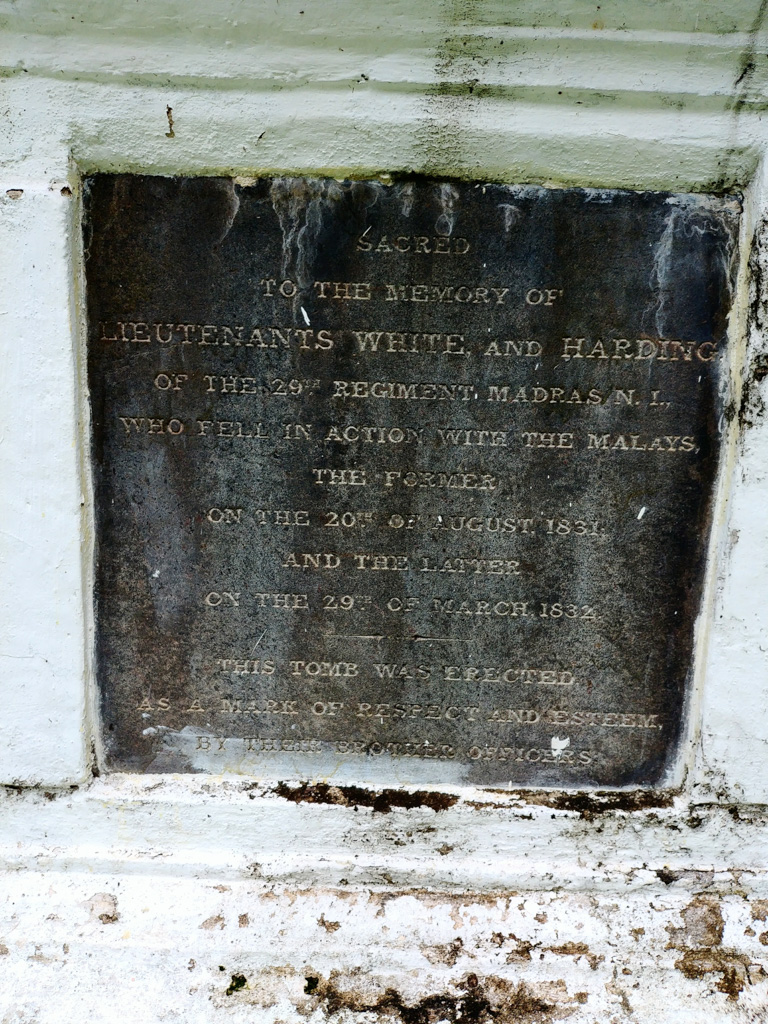 SACRED
TO THE MEMORY OF
LIEUTENANTS WHITE, AND HARDING
OF THE 29TH REGIMENT, MADRAS, N. I.,
WHO FELL IN ACTION WITH THE MALAYS,
THE FORMER
ON THE 20TH OF AUGUST, 1831,
AND THE LATTER
ON THE 29TH OF MARCH, 1832.
THIS TOMB WAS ERECTED
AS A MARK OF RESPECT AND ESTEEM,
BY THEIR BROTHER OFFICERS.